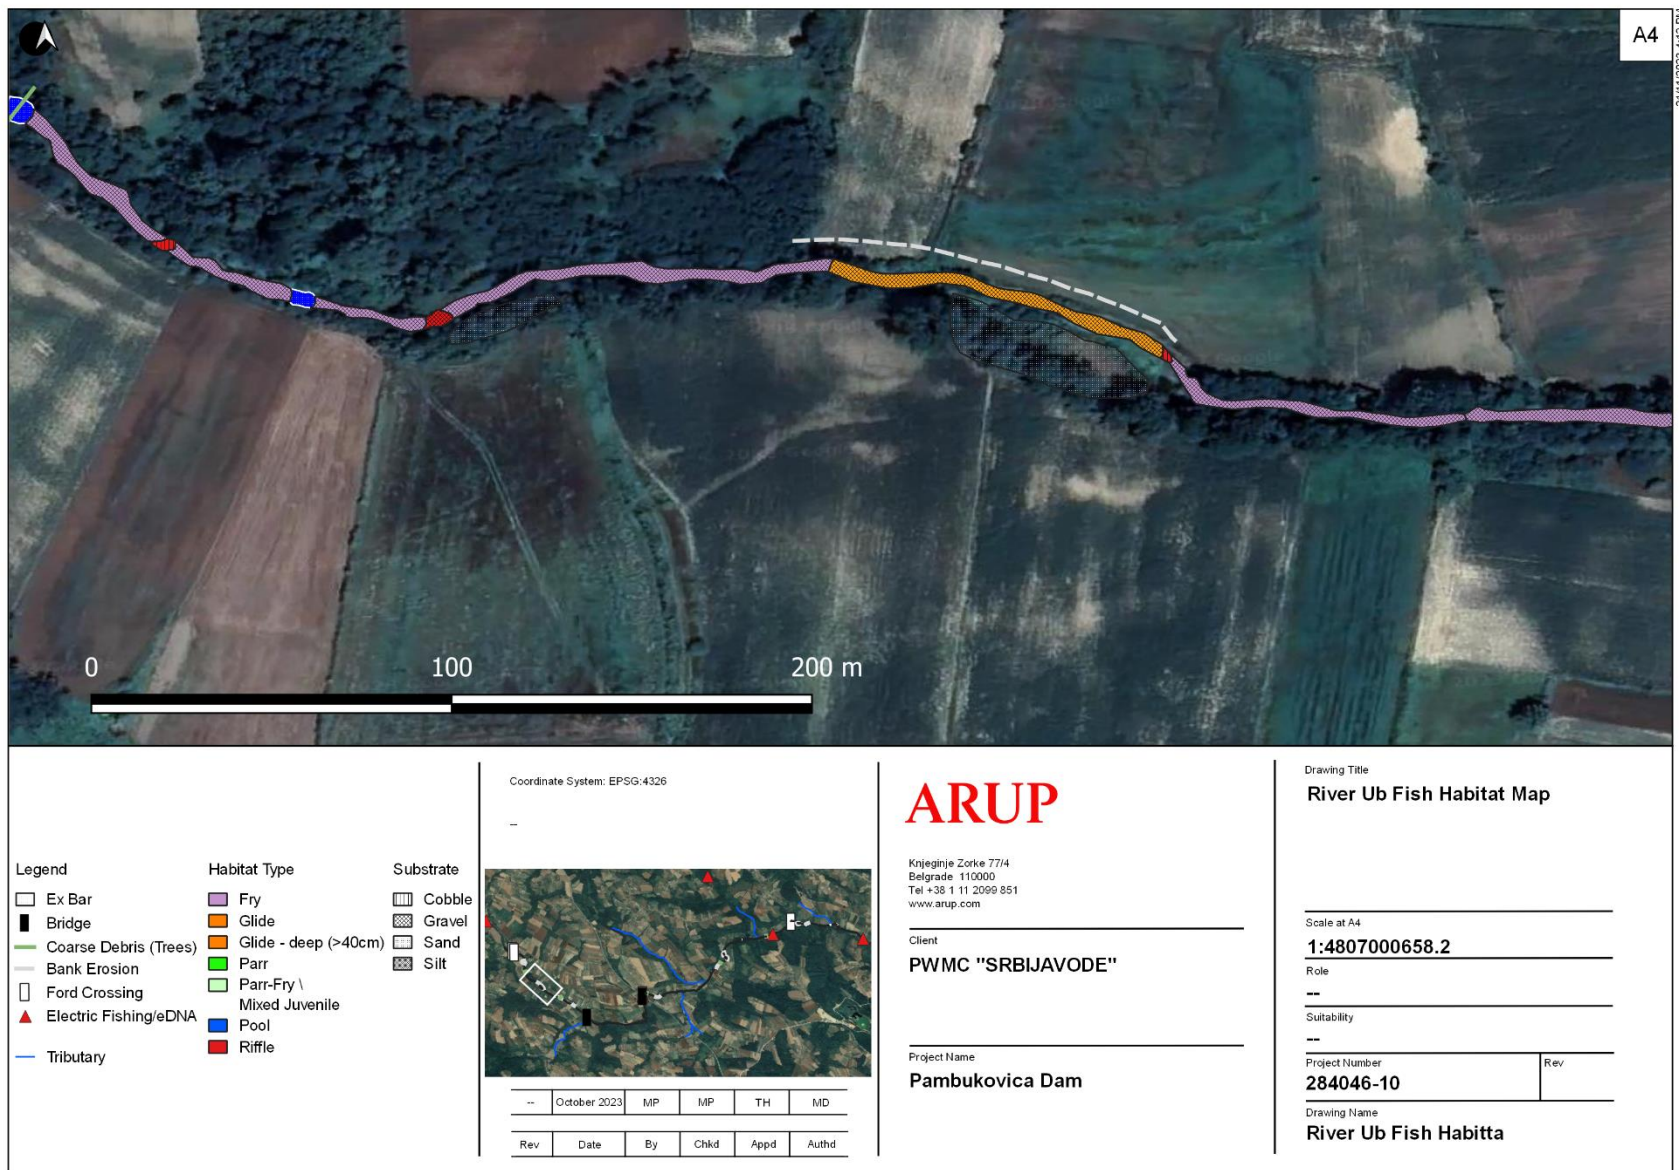 A4
0
100
200 m
Legend
Ex Bar
Bridge
Coarse Debris (Trees)
Bank Erosion
Ford Crossing
Electric Fishing/eDNA
Tributary
Habitat Type
Fry
Glide
Glide - deep (>40cm)
Parr
Parr-Fry \
Mixed Juvenile
Pool
Riffle
Substrate
Cobble
Gravel
Sand
Silt
Coordinate System: EPSG:4326
--
-- October 2023 MP MP TH MD
Rev Date By Chkd Appd Authd
ARUP
Knjeginje Zorke 77/4
Belgrade 110000
Tel +38 1 11 2099 851
www.arup.com
Client
PWMC "SRBIJAVODE"
Project Name
Pambukovica Dam
Drawing Title
River Ub Fish Habitat Map
Scale at A4
1:4807000658.2
Role
--
Suitability
--
Project Number Rev
284046-10
Drawing Name
River Ub Fish Habitta